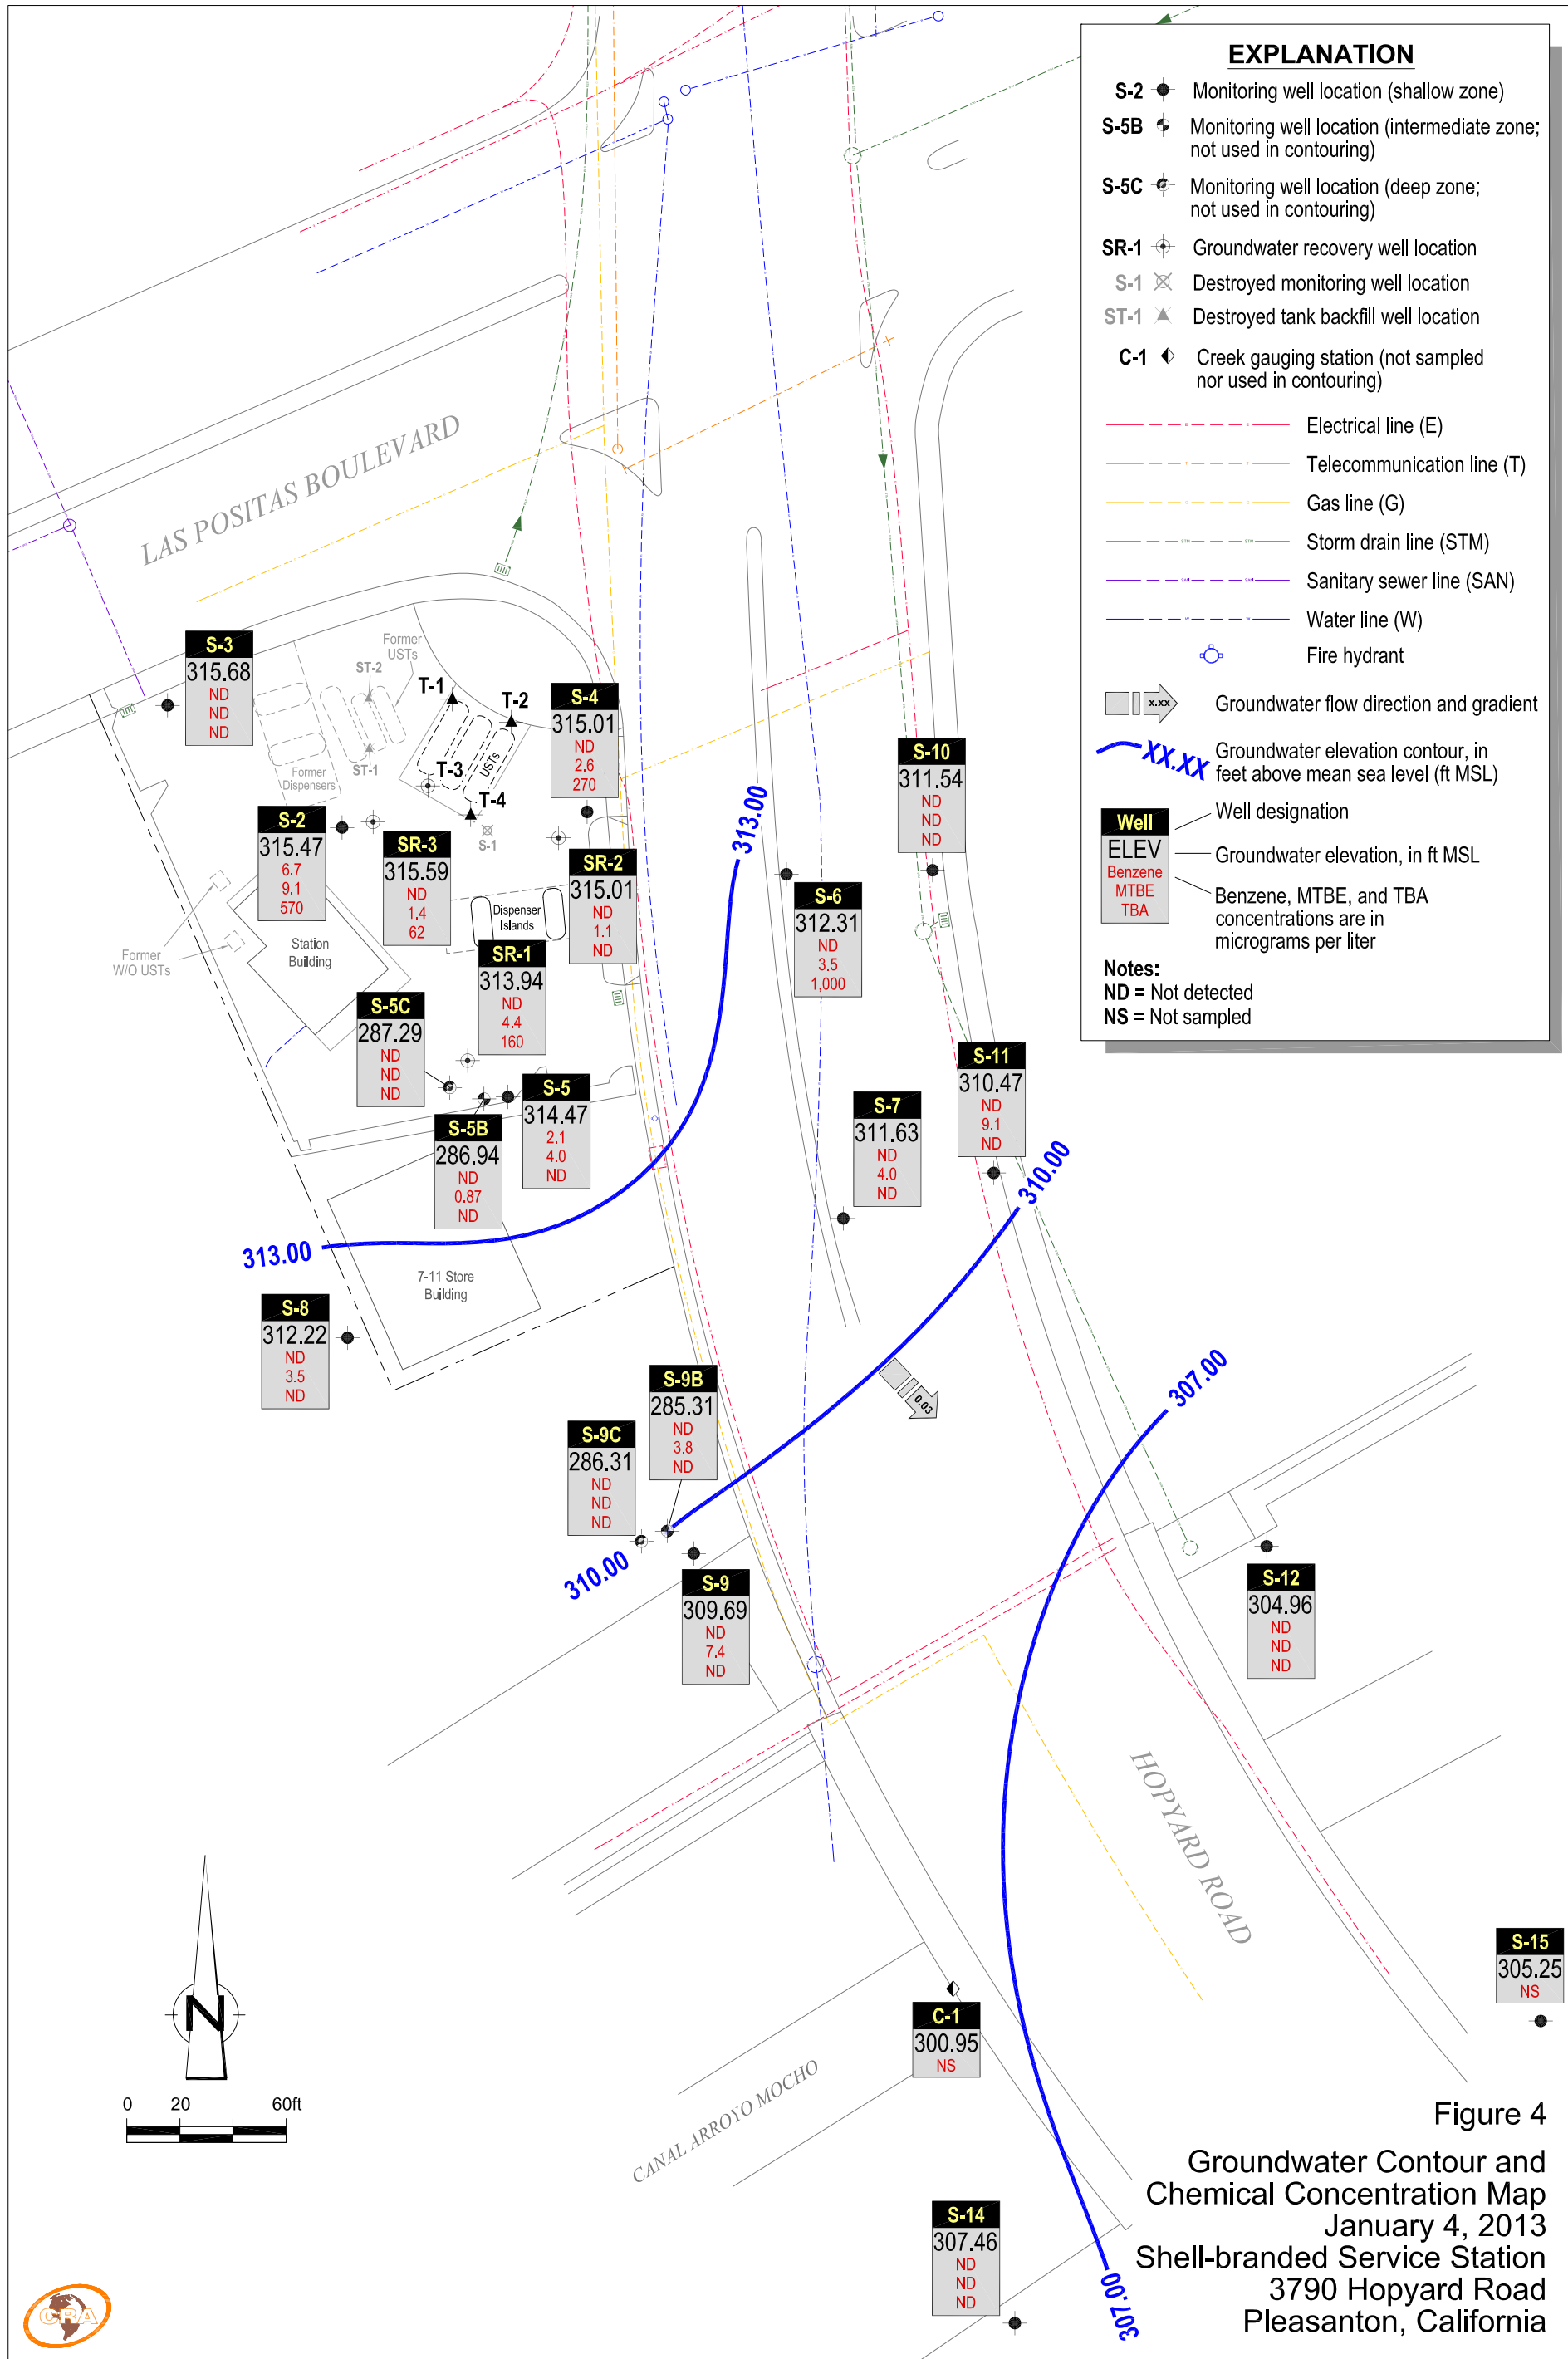 EXPLANATION
S-2 Monitoring well location (shallow zone)
S-5B Monitoring well location (intermediate zone;
not used in contouring)
S-5C Monitoring well location (deep zone;
not used in contouring)
SR-1 Groundwater recovery well location
S-1 Destroyed monitoring well location
ST-1 Destroyed tank backfill well location
C-1 Creek gauging station (not sampled
nor used in contouring)
Electrical line (E)
Telecommunication line (T)
Gas line (G)
Storm drain line (STM)
Sanitary sewer line (SAN)
Water line (W)
Fire hydrant
x.xx Groundwater flow direction and gradient
XX.XX Groundwater elevation contour, in
feet above mean sea level (ft MSL)
Well
ELEV
Benzene
MTBE
TBA
Well designation
Groundwater elevation, in ft MSL
Benzene, MTBE, and TBA
concentrations are in
micrograms per liter
Notes:
ND = Not detected
NS = Not sampled
LAS POSITAS BOULEVARD
S-3
315.68
ND
ND
ND
Former
USTs
ST-2
ST-1
Former
Dispensers
T-1
T-2
T-3
T-4
USTs
S-1
S-4
315.01
ND
2.6
270
S-10
311.54
ND
ND
ND
313.00
S-2
315.47
6.7
9.1
570
SR-3
315.59
ND
1.4
62
SR-2
315.01
ND
1.1
ND
S-6
312.31
ND
3.5
1,000
Dispenser
Islands
Station
Building
Former
W/O USTs
SR-1
313.94
ND
4.4
160
S-5C
287.29
ND
ND
ND
S-5
314.47
2.1
4.0
ND
S-5B
286.94
ND
0.87
ND
S-11
310.47
ND
9.1
ND
S-7
311.63
ND
4.0
ND
310.00
313.00
7-11 Store
Building
S-8
312.22
ND
3.5
ND
0.03
307.00
S-9B
285.31
ND
3.8
ND
S-9C
286.31
ND
ND
ND
310.00
S-9
309.69
ND
7.4
ND
S-12
304.96
ND
ND
ND
HOPYARD ROAD
S-15
305.25
NS
C-1
300.95
NS
CANAL ARROYO MOCHO
N
0 20 60ft
S-14
307.46
ND
ND
ND
307.00
CRA
Figure 4
Groundwater Contour and
Chemical Concentration Map
January 4, 2013
Shell-branded Service Station
3790 Hopyard Road
Pleasanton, California